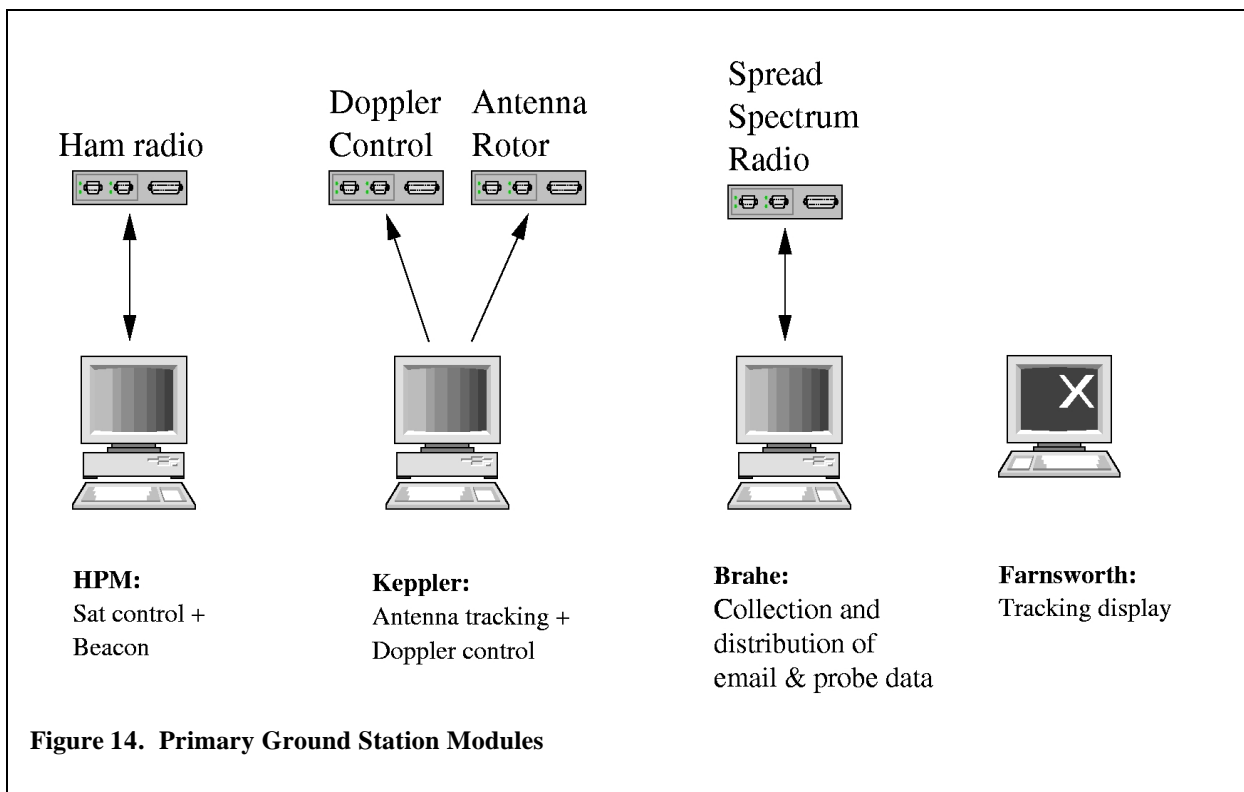 Ham radio
Doppler
Control
Antenna
Rotor
Spread
Spectrum
Radio
X
HPM:
Sat control +
Beacon
Keppler:
Antenna tracking +
Doppler control
Brahe:
Collection and
distribution of
email & probe data
Farnsworth:
Tracking display
Figure 14. Primary Ground Station Modules